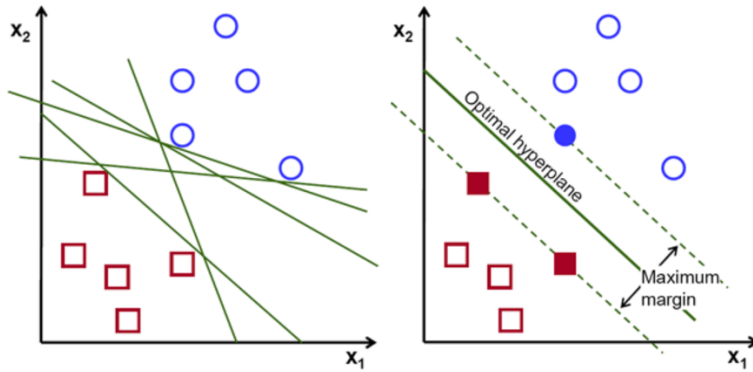 x₂
x₁
x₂
Optimal hyperplane
Maximum
margin
x₁